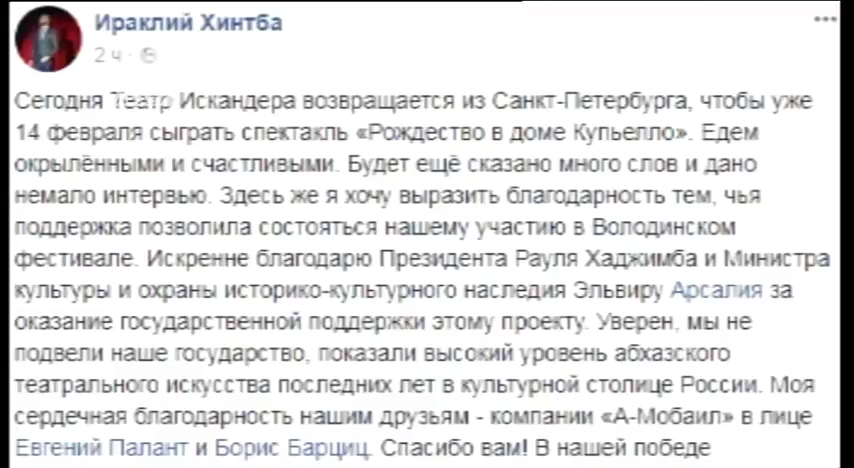 Ираклий Хинтба
2 ч
Сегодня Театр Искандера возвращается из Санкт-Петербурга, чтобы уже
14 февраля сыграть спектакль «Рождество в доме Купьелло». Едем
окрылёнными и счастливыми. Будет ещё сказано много слов и дано
немало интервью. Здесь же я хочу выразить благодарность тем, чья
поддержка позволила состояться нашему участию в Володинском
фестивале. Искренне благодарю Президента Рауля Хаджимба и Министра
культуры и охраны историко-культурного наследия Эльвиру Арсалия за
оказание государственной поддержки этому проекту. Уверен, мы не
подвели наше государство, показали высокий уровень абхазского
театрального искусства последних лет в культурной столице России. Моя
сердечная благодарность нашим друзьям - компании «А-Мобаил» в лице
Евгений Палант и Борис Барциц. Спасибо вам! В нашей победе